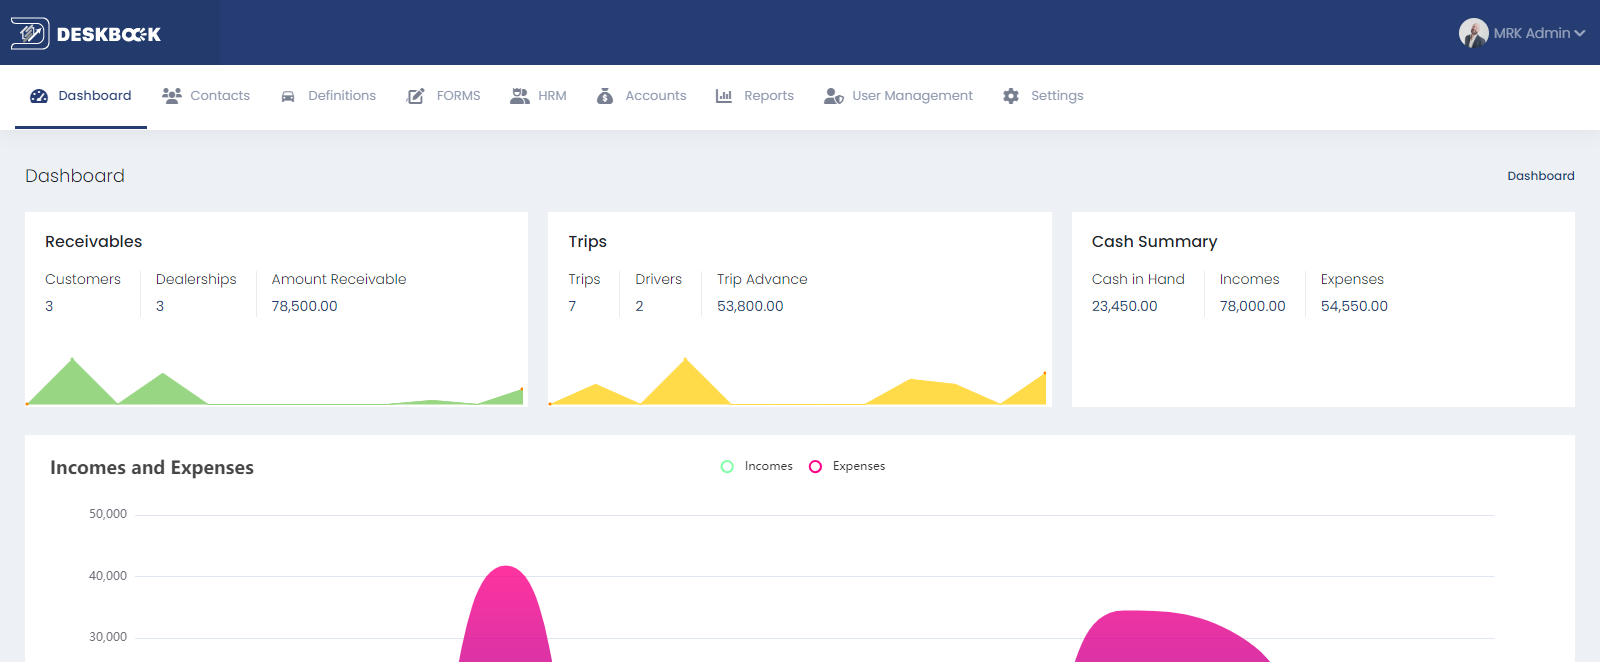 DESKBOOK
MRK Admin
Dashboard Contacts Definitions FORMS HRM Accounts Reports User Management Settings
Dashboard
Dashboard
Receivables
Customers Dealerships Amount Receivable
3 3 78,500.00
Trips
Trips Drivers Trip Advance
7 2 53,800.00
Cash Summary
Cash in Hand Incomes Expenses
23,450.00 78,000.00 54,550.00
Incomes and Expenses
Incomes Expenses
50,000
40,000
30,000